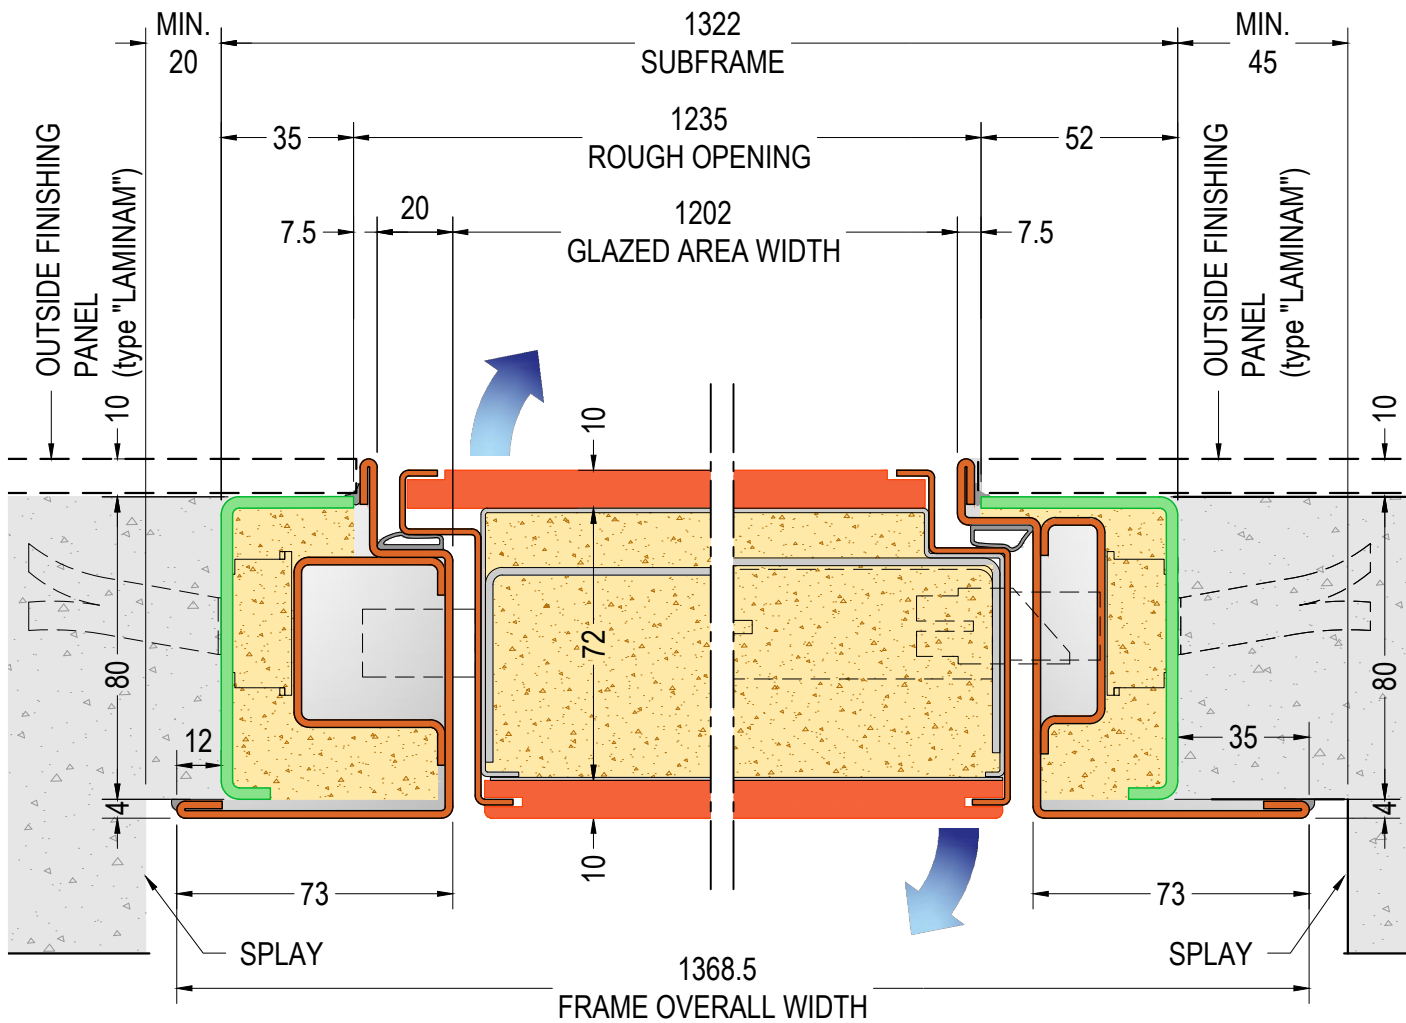 MIN.
20
1322
SUBFRAME
MIN.
45
35
1235
ROUGH OPENING
52
7.5
20
1202
GLAZED AREA WIDTH
7.5
OUTSIDE FINISHING
PANEL
(type "LAMINAM")
OUTSIDE FINISHING
PANEL
(type "LAMINAM")
10
10
10
80
72
80
12
35
4
4
10
73
73
SPLAY
SPLAY
1368.5
FRAME OVERALL WIDTH